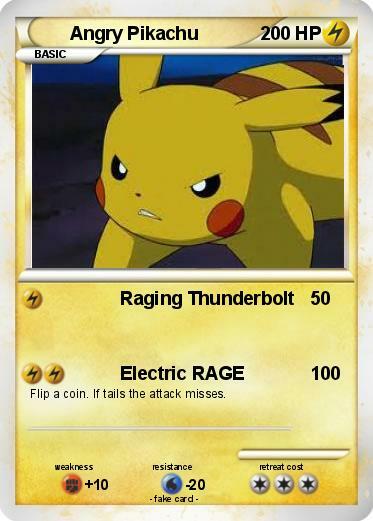 Angry Pikachu 200 HP
BASIC
Raging Thunderbolt 50
Electric RAGE 100
Flip a coin. If tails the attack misses.
weakness resistance retreat cost
+10 -20
- fake card -